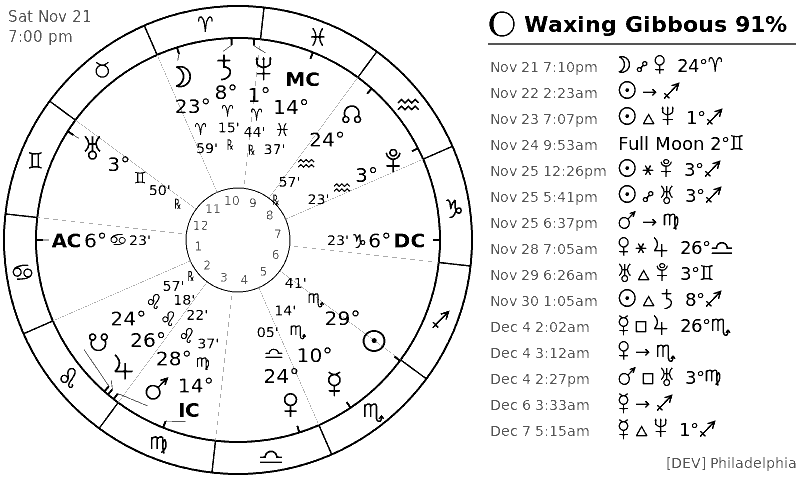 Sat Nov 21
7:00 pm
☽ ♄ ♆ MC
23° 8° 1° 14°
♈ ♈ ♈ ♓
59' 15' 44' 37'
℞ ℞
☊
24°
♒
57'
℞
♇
3°
♒
23'
♅
3°
♊
50'
℞
AC 6° ♋ 23'
23' ♑ 6° DC
12 11 10 9 8 7
1 2 3 4 5 6
57'
♌
24°
☋
℞
18'
♌
26°
♃
22'
♌
28°
♂
37'
♍
14°
IC
41'
♏
29°
☉
14'
♏
10°
☿
05'
♎
24°
♀
♈ ♓ ♒ ♑ ♐ ♏ ♎ ♍ ♌ ♋ ♊ ♉
Waxing Gibbous 91%
Nov 21 7:10pm ☽ ☍ ♀ 24°♈
Nov 22 2:23am ☉ → ♐
Nov 23 7:07pm ☉ △ ♆ 1°♐
Nov 24 9:53am Full Moon 2°♊
Nov 25 12:26pm ☉ ⚹ ♇ 3°♐
Nov 25 5:41pm ☉ ☍ ♅ 3°♐
Nov 25 6:37pm ♂ → ♍
Nov 28 7:05am ♀ ⚹ ♃ 26°♎
Nov 29 6:26am ♅ △ ♇ 3°♊
Nov 30 1:05am ☉ △ ♄ 8°♐
Dec 4 2:02am ☿ □ ♃ 26°♏
Dec 4 3:12am ♀ → ♏
Dec 4 2:27pm ♂ □ ♅ 3°♍
Dec 6 3:33am ☿ → ♐
Dec 7 5:15am ☿ △ ♆ 1°♐
[DEV] Philadelphia